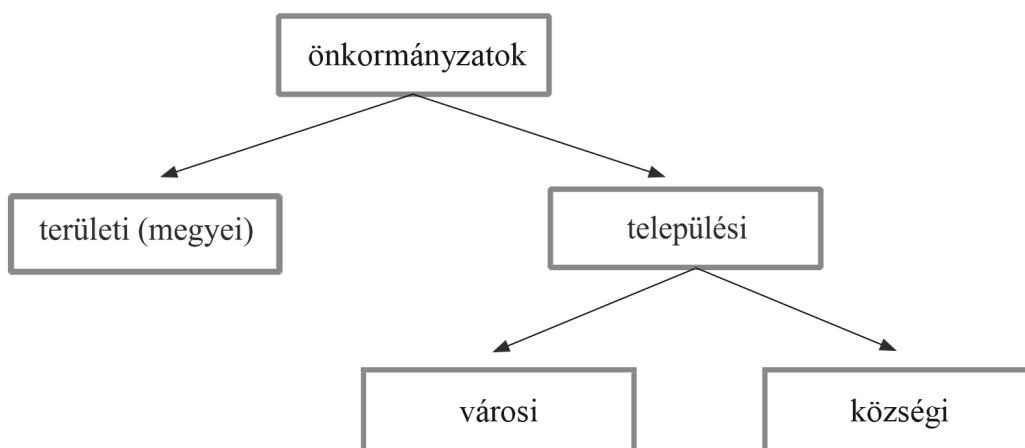 önkormányzatok
területi (megyei)
települési
városi
községi